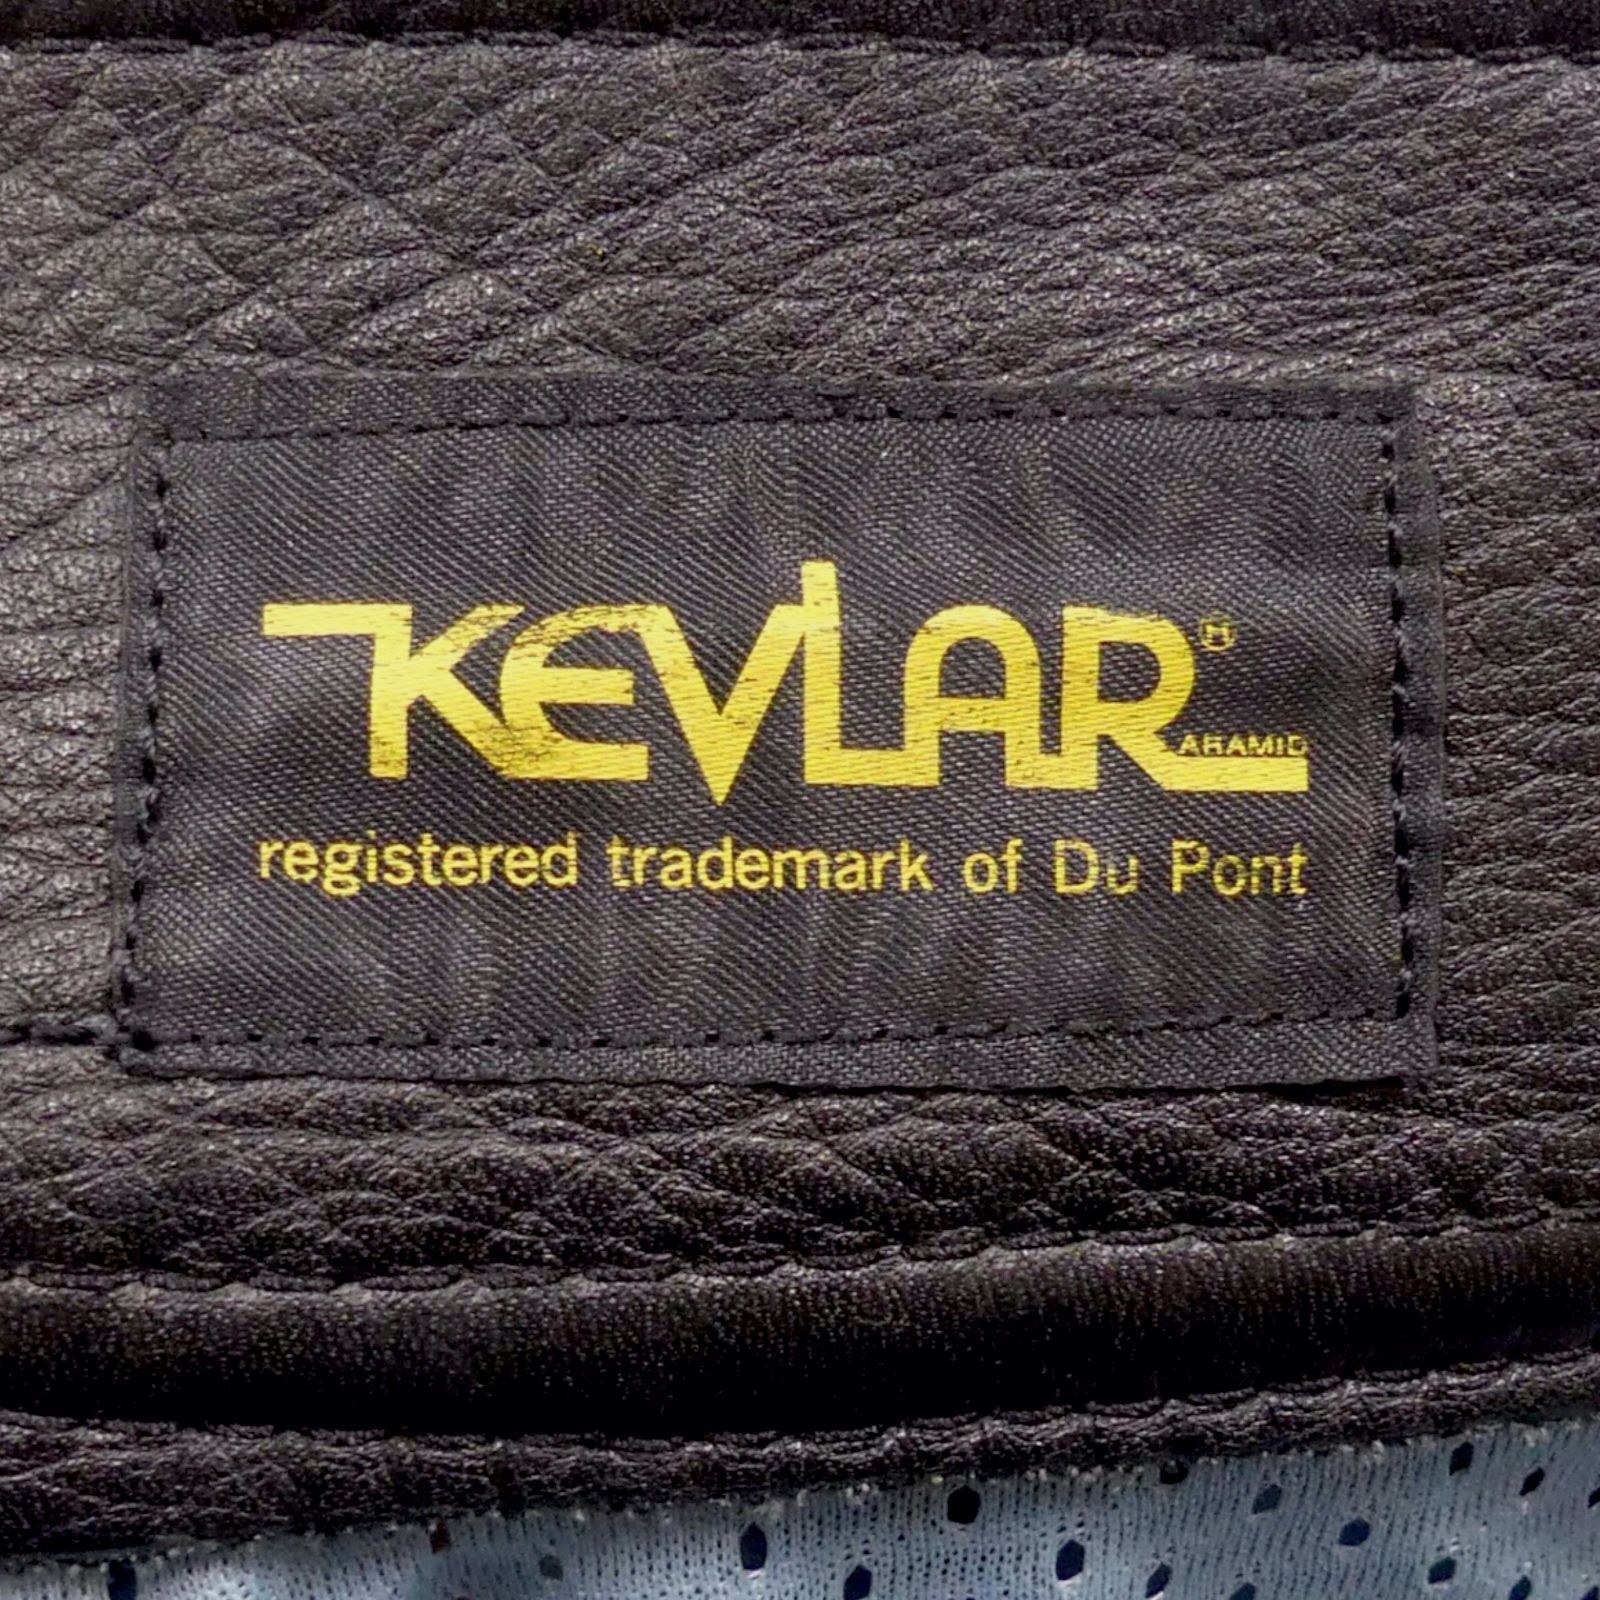 KEVLAR®
ARAMID
registered trademark of Du Pont